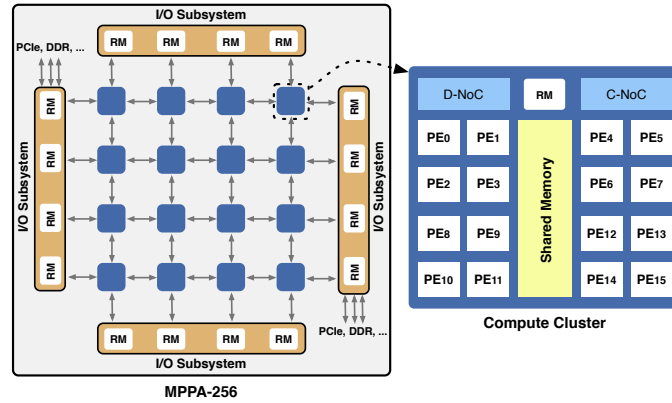 I/O Subsystem
RM RM RM RM
PCIe, DDR, ...
RM
RM
RM
RM
I/O Subsystem
RM
RM
RM
RM
I/O Subsystem
PCIe, DDR, ...
RM RM RM RM
I/O Subsystem
MPPA-256
D-NoC RM C-NoC
PE0 PE1 PE4 PE5
PE2 PE3 PE6 PE7
PE8 PE9 PE12 PE13
PE10 PE11 PE14 PE15
Shared Memory
Compute Cluster